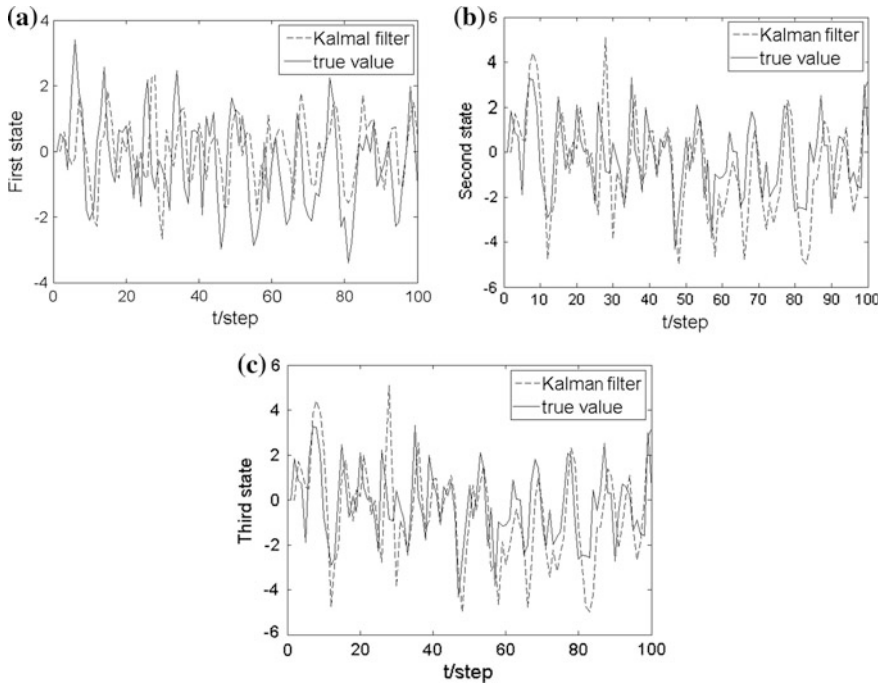 (a)
4
2
0
-2
-4
First state
Kalmal filter
true value
0 20 40 60 80 100
t/step
(b)
6
4
2
0
-2
-4
-6
Second state
Kalman filter
true value
0 10 20 30 40 50 60 70 80 90 100
t/step
(c)
6
4
2
0
-2
-4
-6
Third state
Kalman filter
true value
0 20 40 60 80 100
t/step